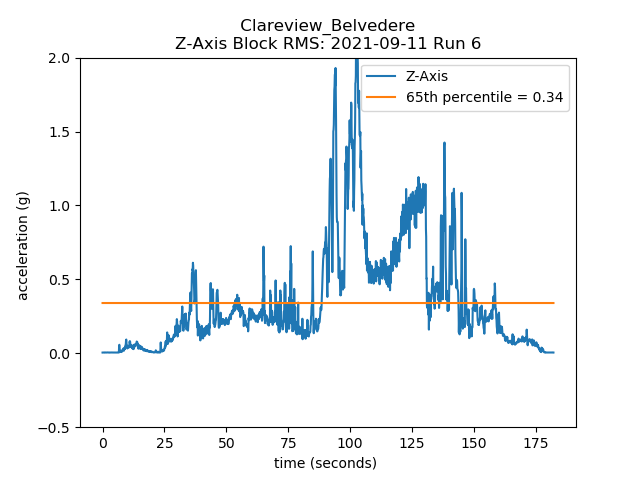 Clareview_Belvedere
Z-Axis Block RMS: 2021-09-11 Run 6
Z-Axis
65th percentile = 0.34
acceleration (g)
2.0
1.5
1.0
0.5
0.0
−0.5
0 25 50 75 100 125 150 175
time (seconds)